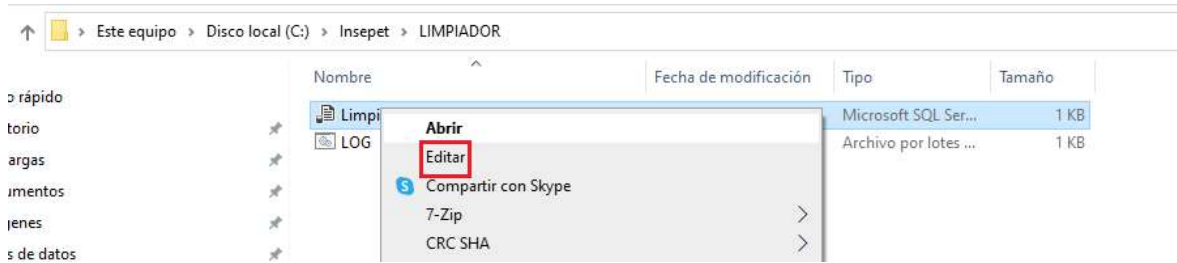 Este equipo > Disco local (C:) > Insepet > LIMPIADOR
Nombre Fecha de modificación Tipo Tamaño
o rápido
Limpi Microsoft SQL Ser... 1 KB
torio Abrir
LOG Archivo por lotes ... 1 KB
argas Editar
umentos Compartir con Skype
genes 7-Zip
s de datos CRC SHA